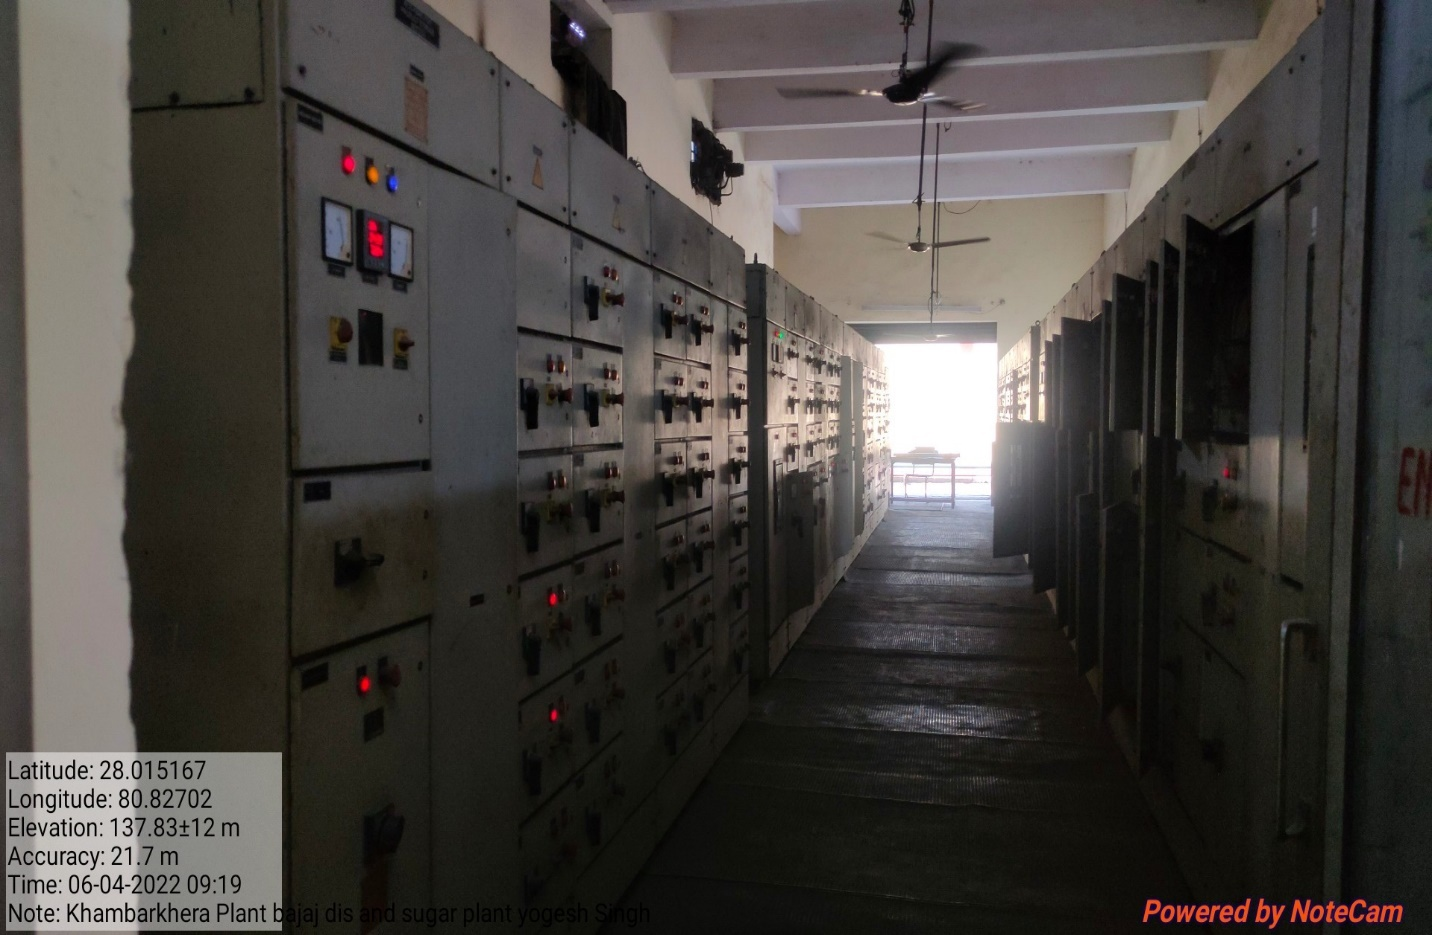 EN
Latitude: 28.015167
Longitude: 80.82702
Elevation: 137.83±12 m
Accuracy: 21.7 m
Time: 06-04-2022 09:19
Note: Khambarkhera Plant bajaj dis and sugar plant yogesh Singh
Powered by NoteCam